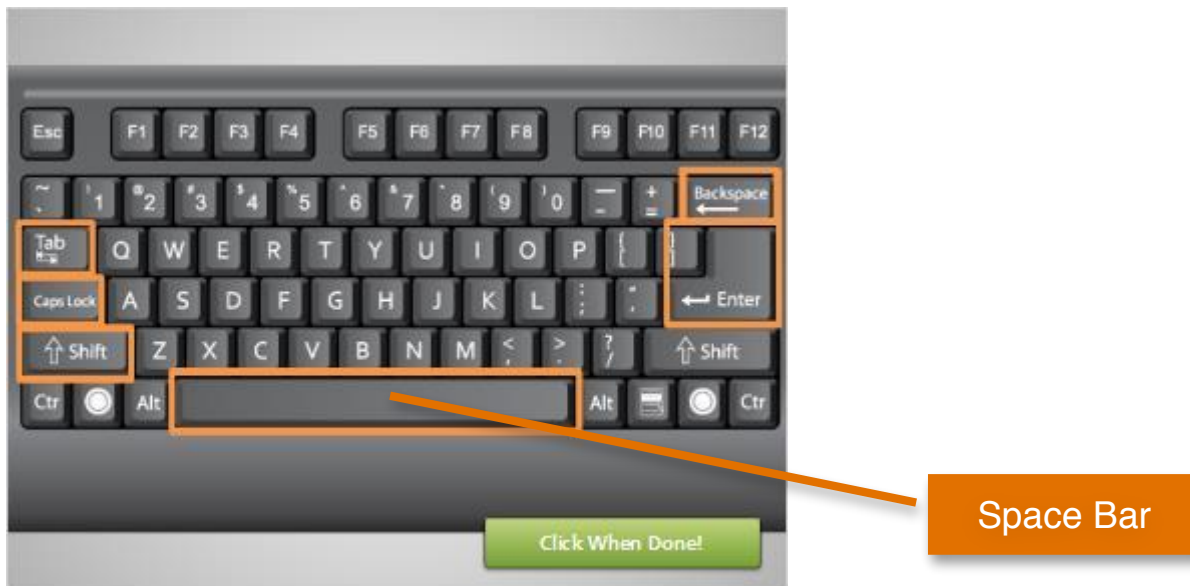 Esc F1 F2 F3 F4 F5 F6 F7 F8 F9 F10 F11 F12
~ ` ! 1 @ 2 # 3 $ 4 % 5 ^ 6 & 7 * 8 ( 9 ) 0 — - + = Backspace
Tab Q W E R T Y U I O P { [ } ]
Caps Lock A S D F G H J K L : ; " ' Enter
Shift Z X C V B N M < , > . ? / Shift
Ctr Alt Alt Ctr
Space Bar
Click When Done!